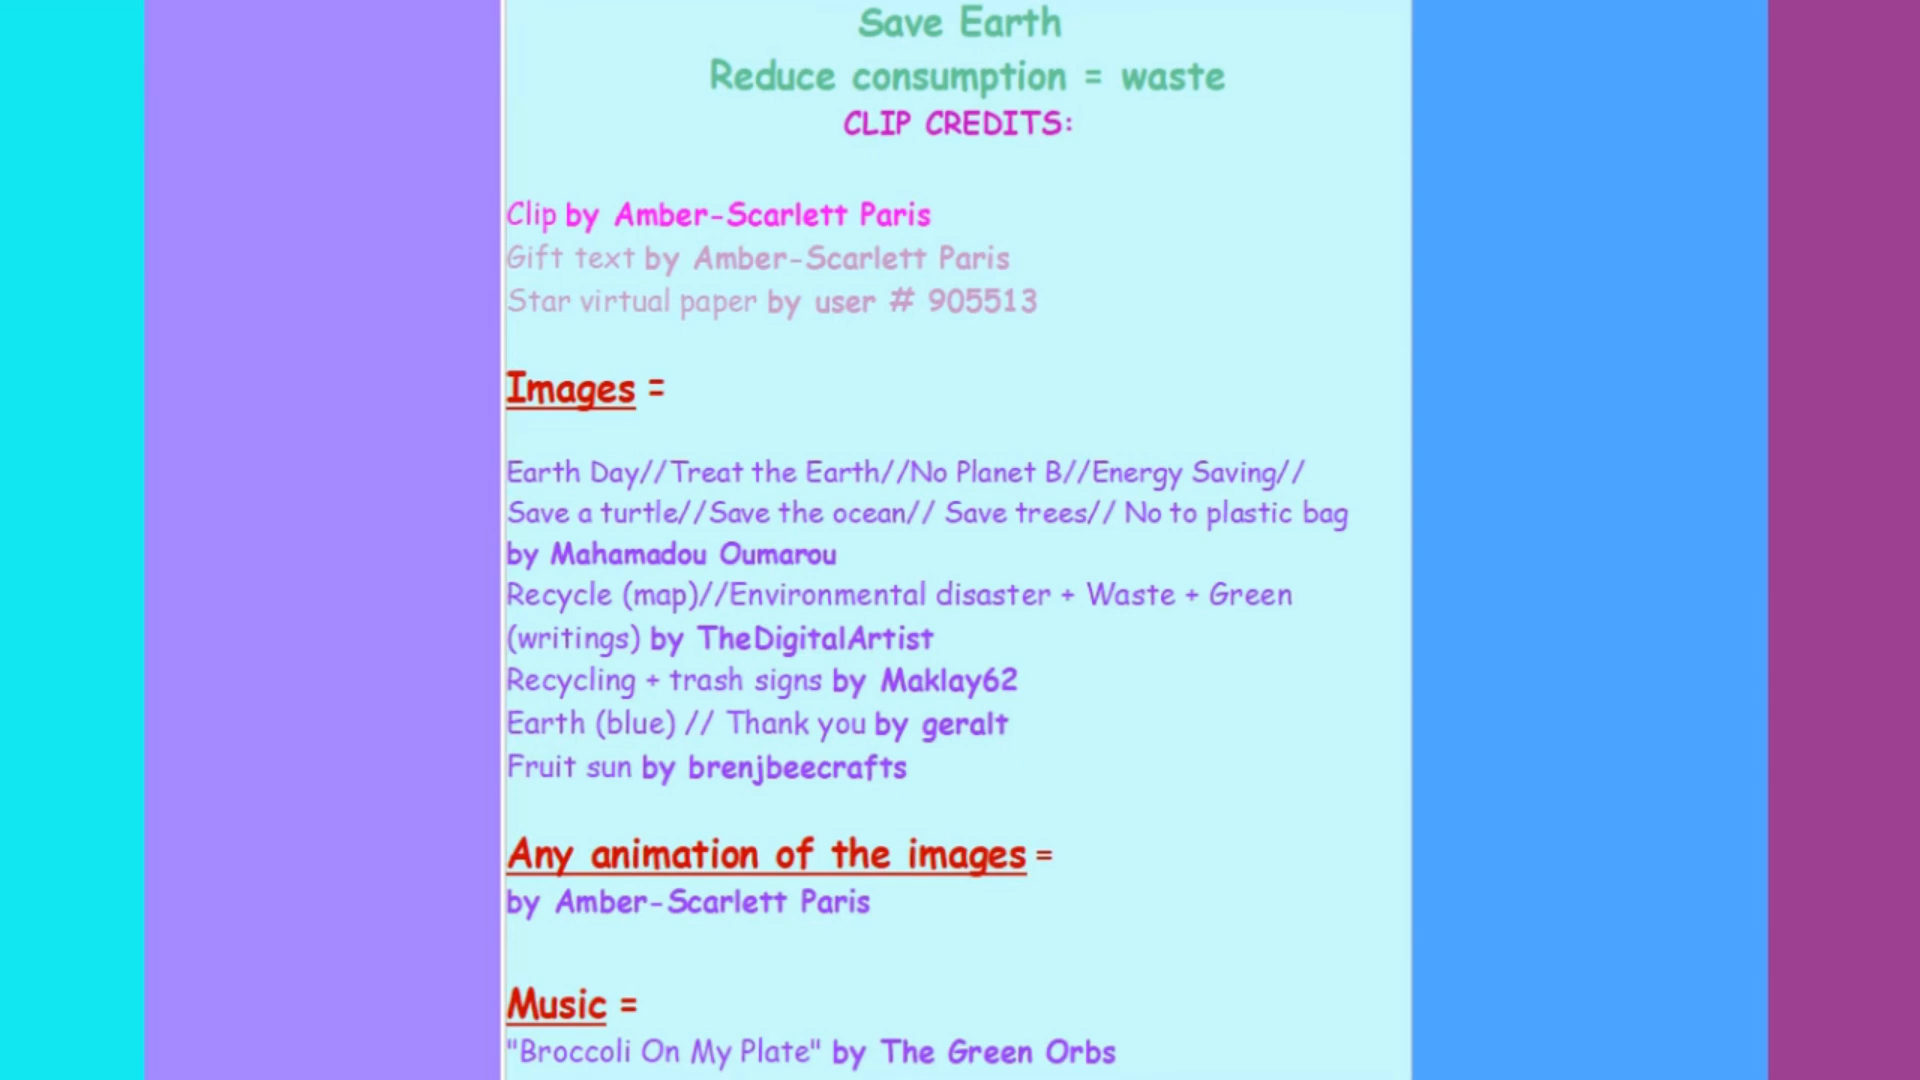 Save Earth
Reduce consumption = waste
CLIP CREDITS:
Clip by Amber-Scarlett Paris
Gift text by Amber-Scarlett Paris
Star virtual paper by user # 905513
Images =
Earth Day//Treat the Earth//No Planet B//Energy Saving//
Save a turtle//Save the ocean// Save trees// No to plastic bag
by Mahamadou Oumarou
Recycle (map)//Environmental disaster + Waste + Green
(writings) by TheDigitalArtist
Recycling + trash signs by Maklay62
Earth (blue) // Thank you by geralt
Fruit sun by brenjbeecrafts
Any animation of the images =
by Amber-Scarlett Paris
Music =
"Broccoli On My Plate" by The Green Orbs